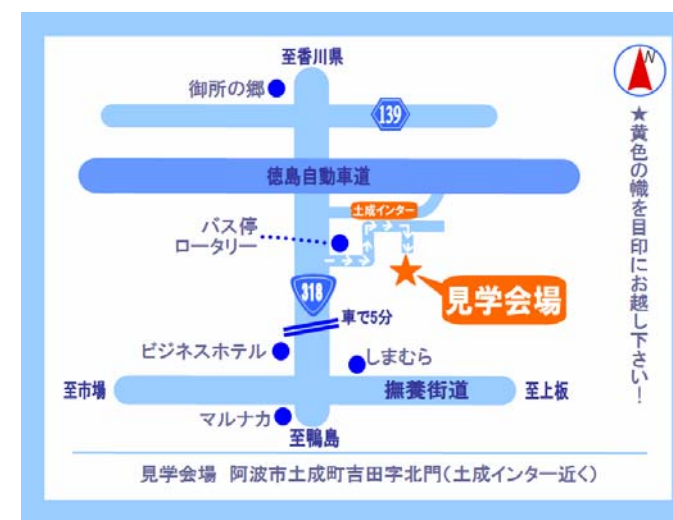 至香川県
N
御所の郷
139
徳島自動車道
土成インター
バス停
ロータリー
318
見学会場
車で5分
ビジネスホテル
しまむら
至市場
撫養街道
至上板
マルナカ
至鴨島
★黄色の幟を目印にお越し下さい!
見学会場 阿波市土成町吉田字北門(土成インター近く)